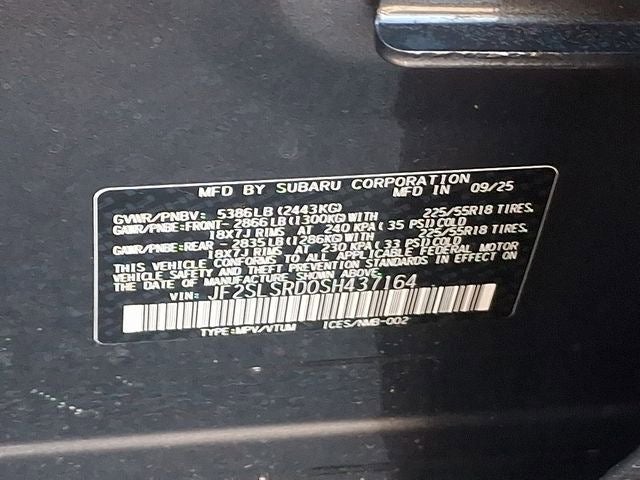 MFD BY SUBARU CORPORATION
MFD IN 09/25
GVWR/PNBV: 5386LB(2443KG)
GAWR/PNBE:FRONT- 2866LB(1300KG)WITH 225/55R18 TIRES,
18X7J RIMS AT 240 KPA( 35 PSI)COLD
GAWR/PNBE:REAR - 2835LB(1286KG)WITH 225/55R18 TIRES,
18X7J RIMS AT 230 KPA( 33 PSI)COLD
THIS VEHICLE CONFORMS TO ALL APPLICABLE FEDERAL MOTOR
VEHICLE SAFETY AND THEFT PREVENTION STANDARDS IN EFFECT ON
THE DATE OF MANUFACTURE SHOWN ABOVE.
VIN: JF2SLSRD0SH437164
TYPE:MPV/VTUM ICES/NMB-002